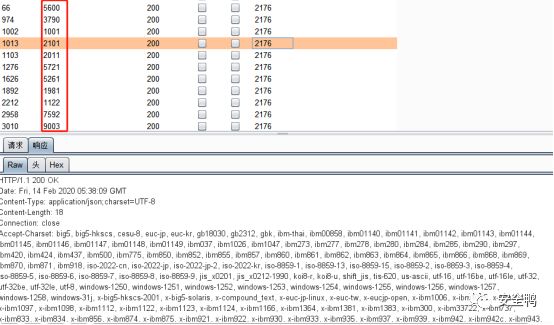 66 5600 200 2176
974 3790 200 2176
1002 1001 200 2176
1013 2101 200 2176
1103 2011 200 2176
1276 5721 200 2176
1626 5261 200 2176
1892 1981 200 2176
2212 1122 200 2176
2958 7592 200 2176
3010 9003 200 2176
请求 响应
Raw 头 Hex
HTTP/1.1 200 OK
Date: Fri, 14 Feb 2020 05:38:09 GMT
Content-Type: application/json;charset=UTF-8
Content-Length: 18
Connection: close
Accept-Charset: big5, big5-hkscs, cesu-8, euc-jp, euc-kr, gb18030, gb2312, gbk, ibm-thai, ibm00858, ibm01140, ibm01141, ibm01142, ibm01143, ibm01144,
ibm01145, ibm01146, ibm01147, ibm01148, ibm01149, ibm037, ibm1026, ibm1047, ibm273, ibm277, ibm278, ibm280, ibm284, ibm285, ibm290, ibm297,
ibm420, ibm424, ibm437, ibm500, ibm775, ibm850, ibm852, ibm855, ibm857, ibm860, ibm861, ibm862, ibm863, ibm864, ibm865, ibm866, ibm868, ibm869,
ibm870, ibm871, ibm918, iso-2022-cn, iso-2022-jp, iso-2022-jp-2, iso-2022-kr, iso-8859-1, iso-8859-13, iso-8859-15, iso-8859-2, iso-8859-3, iso-8859-4,
iso-8859-5, iso-8859-6, iso-8859-7, iso-8859-8, iso-8859-9, jis_x0201, jis_x0212-1990, koi8-r, koi8-u, shift_jis, tis-620, us-ascii, utf-16, utf-16be, utf-16le, utf-32,
utf-32be, utf-32le, utf-8, windows-1250, windows-1251, windows-1252, windows-1253, windows-1254, windows-1255, windows-1256, windows-1257,
windows-1258, windows-31j, x-big5-hkscs-2001, x-big5-solaris, x-compound_text, x-euc-jp-linux, x-euc-tw, x-eucjp-open, x-ibm1006,
x-ibm1097, x-ibm1098, x-ibm1112, x-ibm1122, x-ibm1123, x-ibm1124, x-ibm1166, x-ibm1364, x-ibm1381, x-ibm1383, x-ibm300, x-ibm33722, x-ibm737,
x-ibm833, x-ibm834, x-ibm856, x-ibm874, x-ibm875, x-ibm921, x-ibm922, x-ibm930, x-ibm933, x-ibm935, x-ibm937, x-ibm939, x-ibm942, x-ibm942c, x-ibm943,
安全鸭